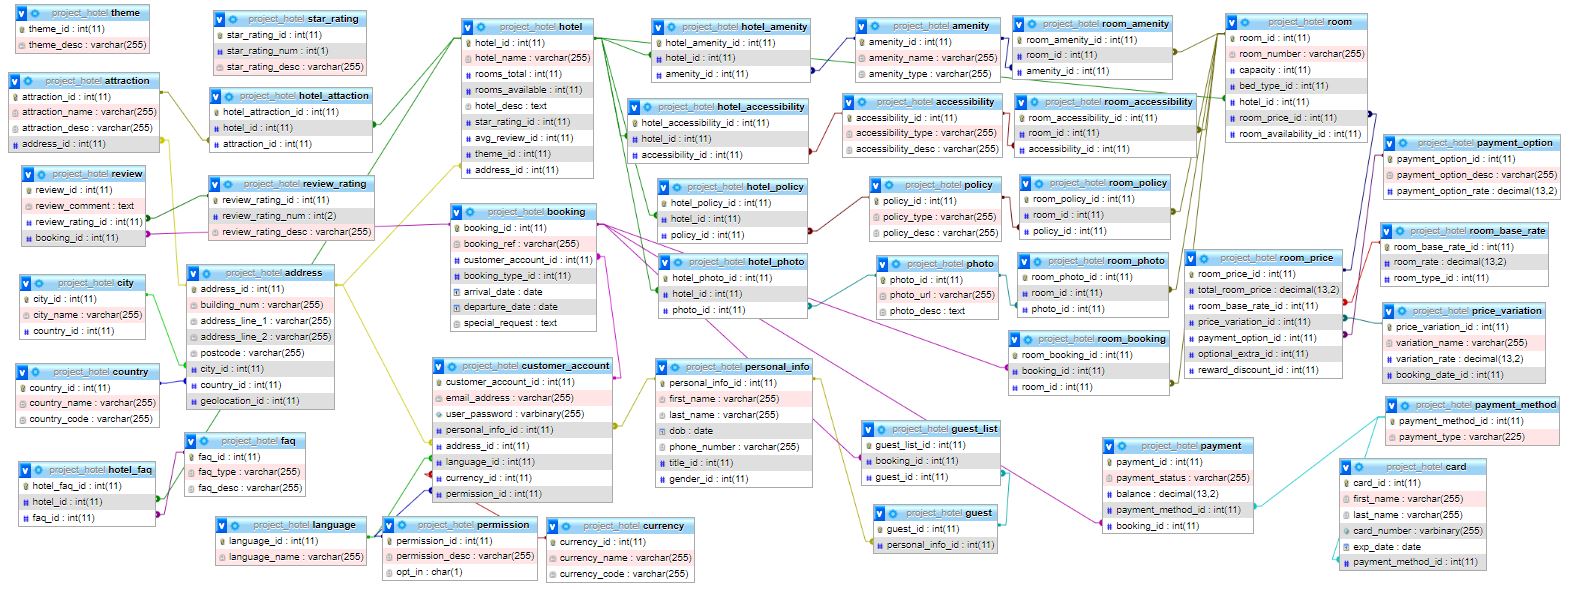 project_hotel theme
theme_id : int(11)
theme_desc : varchar(255)
project_hotel star_rating
star_rating_id : int(11)
star_rating_num : int(1)
star_rating_desc : varchar(255)
project_hotel hotel
hotel_id : int(11)
hotel_name : varchar(255)
rooms_total : int(11)
rooms_available : int(11)
hotel_desc : text
star_rating_id : int(11)
avg_review_id : int(11)
theme_id : int(11)
address_id : int(11)
project_hotel hotel_amenity
hotel_amenity_id : int(11)
hotel_id : int(11)
amenity_id : int(11)
project_hotel amenity
amenity_id : int(11)
amenity_name : varchar(255)
amenity_type : varchar(255)
project_hotel room_amenity
room_amenity_id : int(11)
room_id : int(11)
amenity_id : int(11)
project_hotel room
room_id : int(11)
room_number : varchar(255)
capacity : int(11)
bed_type_id : int(11)
hotel_id : int(11)
room_price_id : int(11)
room_availability_id : int(11)
project_hotel attraction
attraction_id : int(11)
attraction_name : varchar(255)
attraction_desc : varchar(255)
address_id : int(11)
project_hotel hotel_attaction
hotel_attraction_id : int(11)
hotel_id : int(11)
attraction_id : int(11)
project_hotel hotel_accessibility
hotel_accessibility_id : int(11)
hotel_id : int(11)
accessibility_id : int(11)
project_hotel accessibility
accessibility_id : int(11)
accessibility_type : varchar(255)
accessibility_desc : varchar(255)
project_hotel room_accessibility
room_accessibility_id : int(11)
room_id : int(11)
accessibility_id : int(11)
project_hotel payment_option
payment_option_id : int(11)
payment_option_desc : varchar(255)
payment_option_rate : decimal(13,2)
project_hotel review
review_id : int(11)
review_comment : text
review_rating_id : int(11)
booking_id : int(11)
project_hotel review_rating
review_rating_id : int(11)
review_rating_num : int(2)
review_rating_desc : varchar(255)
project_hotel booking
booking_id : int(11)
booking_ref : varchar(255)
customer_account_id : int(11)
booking_type_id : int(11)
arrival_date : date
departure_date : date
special_request : text
project_hotel hotel_policy
hotel_policy_id : int(11)
hotel_id : int(11)
policy_id : int(11)
project_hotel policy
policy_id : int(11)
policy_type : varchar(255)
policy_desc : varchar(255)
project_hotel room_policy
room_policy_id : int(11)
room_id : int(11)
policy_id : int(11)
project_hotel room_base_rate
room_base_rate_id : int(11)
room_rate : decimal(13,2)
room_type_id : int(11)
project_hotel city
city_id : int(11)
city_name : varchar(255)
country_id : int(11)
project_hotel address
address_id : int(11)
building_num : varchar(255)
address_line_1 : varchar(255)
address_line_2 : varchar(255)
postcode : varchar(255)
city_id : int(11)
country_id : int(11)
geolocation_id : int(11)
project_hotel hotel_photo
hotel_photo_id : int(11)
hotel_id : int(11)
photo_id : int(11)
project_hotel photo
photo_id : int(11)
photo_url : varchar(255)
photo_desc : text
project_hotel room_photo
room_photo_id : int(11)
room_id : int(11)
photo_id : int(11)
project_hotel room_price
room_price_id : int(11)
total_room_price : decimal(13,2)
room_base_rate_id : int(11)
price_variation_id : int(11)
payment_option_id : int(11)
optional_extra_id : int(11)
reward_discount_id : int(11)
project_hotel price_variation
price_variation_id : int(11)
variation_name : varchar(255)
variation_rate : decimal(13,2)
booking_date_id : int(11)
project_hotel country
country_id : int(11)
country_name : varchar(255)
country_code : varchar(255)
project_hotel customer_account
customer_account_id : int(11)
email_address : varchar(255)
user_password : varbinary(255)
personal_info_id : int(11)
address_id : int(11)
language_id : int(11)
currency_id : int(11)
permission_id : int(11)
project_hotel personal_info
personal_info_id : int(11)
first_name : varchar(255)
last_name : varchar(255)
dob : date
phone_number : varchar(255)
title_id : int(11)
gender_id : int(11)
project_hotel room_booking
room_booking_id : int(11)
booking_id : int(11)
room_id : int(11)
project_hotel guest_list
guest_list_id : int(11)
booking_id : int(11)
guest_id : int(11)
project_hotel payment
payment_id : int(11)
payment_status : varchar(255)
balance : decimal(13,2)
payment_method_id : int(11)
booking_id : int(11)
project_hotel payment_method
payment_method_id : int(11)
payment_type : varchar(225)
project_hotel faq
faq_id : int(11)
faq_type : varchar(255)
faq_desc : varchar(255)
project_hotel hotel_faq
hotel_faq_id : int(11)
hotel_id : int(11)
faq_id : int(11)
project_hotel card
card_id : int(11)
first_name : varchar(255)
last_name : varchar(255)
card_number : varbinary(255)
exp_date : date
payment_method_id : int(11)
project_hotel language
language_id : int(11)
language_name : varchar(255)
project_hotel permission
permission_id : int(11)
permission_desc : varchar(255)
opt_in : char(1)
project_hotel currency
currency_id : int(11)
currency_name : varchar(255)
currency_code : varchar(255)
project_hotel guest
guest_id : int(11)
personal_info_id : int(11)